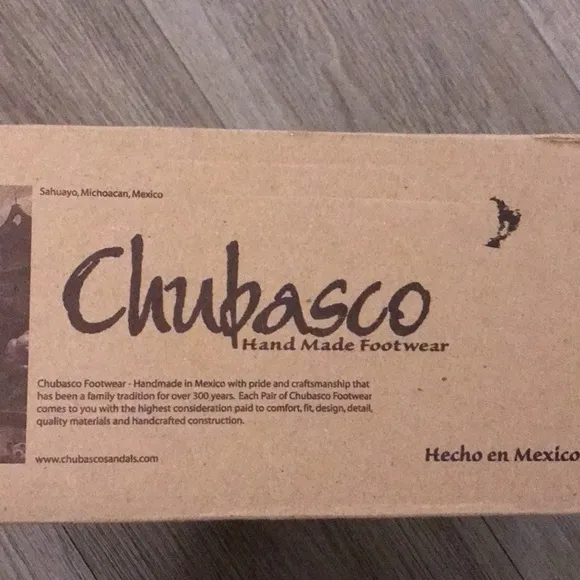 Sahuayo, Michoacan, Mexico
Chubasco
Hand Made Footwear
Chubasco Footwear - Handmade in Mexico with pride and craftsmanship that
has been a family tradition for over 300 years. Each Pair of Chubasco Footwear
comes to you with the highest consideration paid to comfort, fit, design, detail,
quality materials and handcrafted construction.
www.chubascosandals.com
Hecho en Mexico